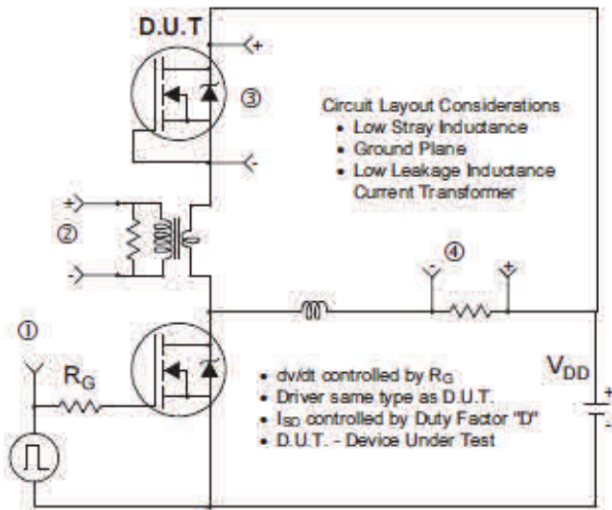 D.U.T
+
③
-
Circuit Layout Considerations
• Low Stray Inductance
• Ground Plane
• Low Leakage Inductance
Current Transformer
+
②
-
④
- +
①
RG
VDD
+
-
• dv/dt controlled by RG
• Driver same type as D.U.T.
• ISD controlled by Duty Factor "D"
• D.U.T. - Device Under Test